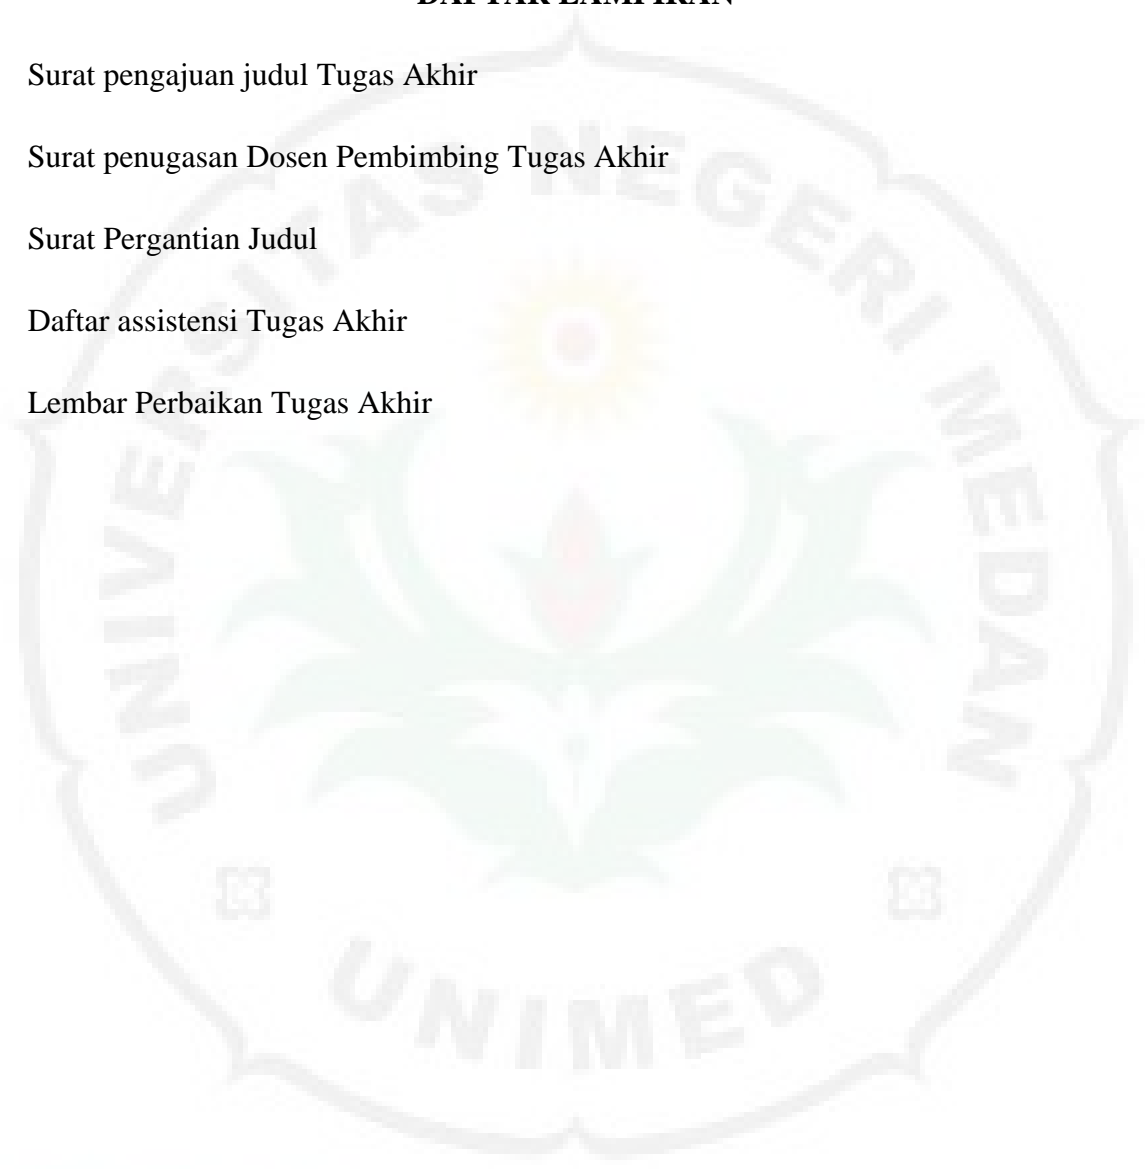 DAFTAR LAMPIRAN
Surat pengajuan judul Tugas Akhir
Surat penugasan Dosen Pembimbing Tugas Akhir
Surat Pergantian Judul
Daftar assistensi Tugas Akhir
Lembar Perbaikan Tugas Akhir
UNIVERSITAS NEGERI MEDAN
UNIMED